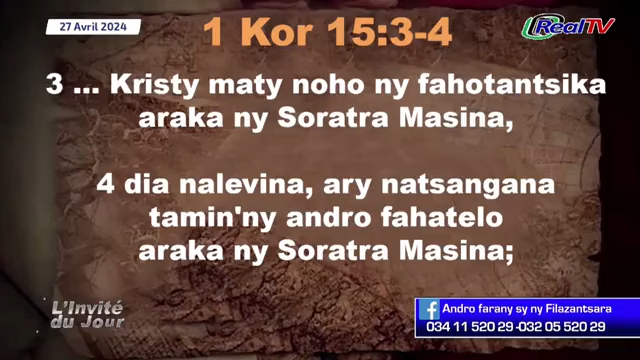 27 Avril 2024
RealTV
1 Kor 15:3-4
3 ... Kristy maty noho ny fahotantsika
araka ny Soratra Masina,
4 dia nalevina, ary natsangana
tamin'ny andro fahatelo
araka ny Soratra Masina;
L'Invité
du Jour
Andro farany sy ny Filazantsara
034 11 520 29 -032 05 520 29